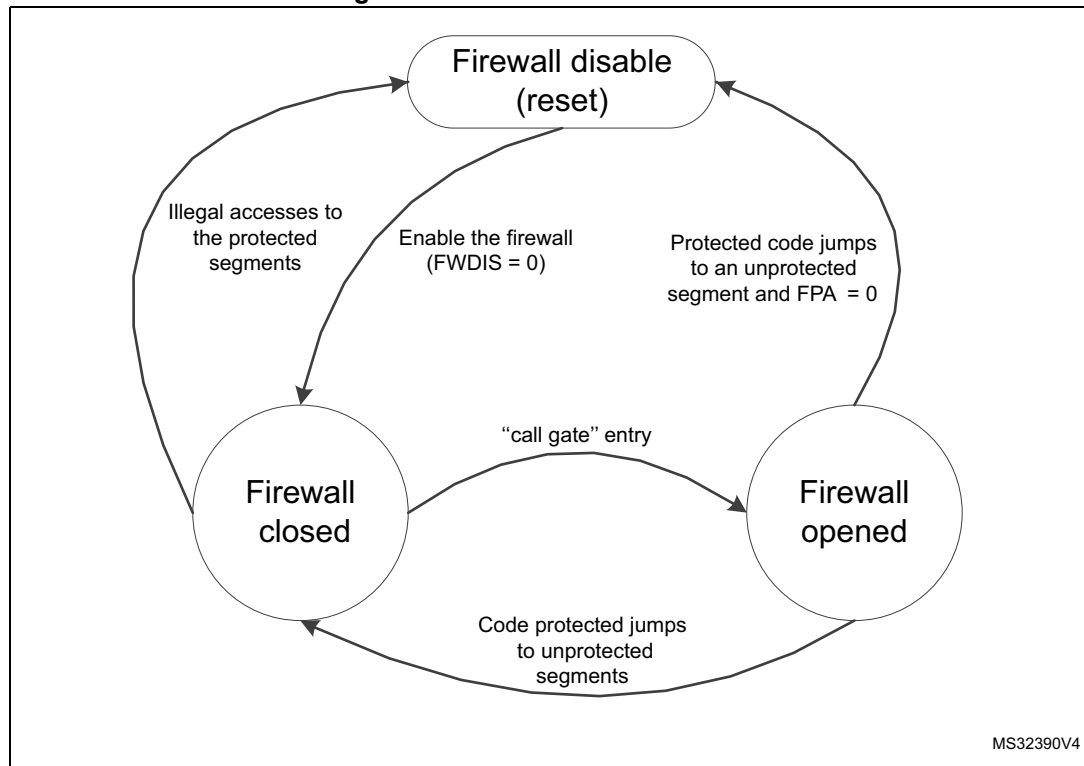 Firewall disable
(reset)
Illegal accesses to
the protected
segments
Enable the firewall
(FWDIS = 0)
Protected code jumps
to an unprotected
segment and FPA  = 0
“call gate” entry
Firewall
closed
Firewall
opened
Code protected jumps
to unprotected
segments
MS32390V4